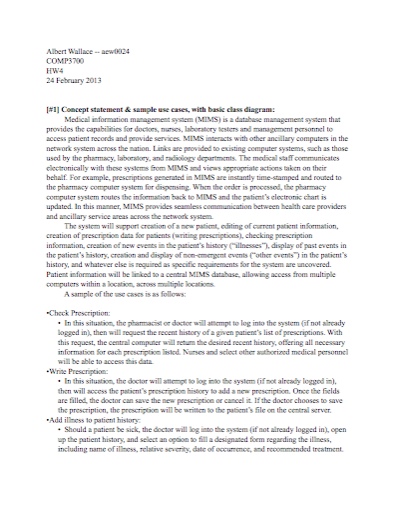 Albert Wallace -- aew0024
COMP3700
HW4
24 February 2013
[#1] Concept statement & sample use cases, with basic class diagram:
Medical information management system (MIMS) is a database management system that
provides the capabilities for doctors, nurses, laboratory testers and management personnel to
access patient records and provide services. MIMS interacts with other ancillary computers in the
network system across the nation. Links are provided to existing computer systems, such as those
used by the pharmacy, laboratory, and radiology departments. The medical staff communicates
electronically with these systems from MIMS and views appropriate actions taken on their
behalf. For example, prescriptions generated in MIMS are instantly time-stamped and routed to
the pharmacy computer system for dispensing. When the order is processed, the pharmacy
computer system routes the information back to MIMS and the patient's electronic chart is
updated. In this manner, MIMS provides seamless communication between health care providers
and ancillary service areas across the network system.
The system will support creation of a new patient, editing of current patient information,
creation of prescription data for patients (writing prescriptions), checking prescription
information, creation of new events in the patient's history ("illnesses"), display of past events in
the patient's history, creation and display of non-emergent events ("other events") in the patient's
history, and whatever else is required as specific requirements for the system are uncovered.
Patient information will be linked to a central MIMS database, allowing access from multiple
computers within a location, across multiple locations.
A sample of the use cases is as follows:
•Check Prescription:
• In this situation, the pharmacist or doctor will attempt to log into the system (if not already
logged in), then will request the recent history of a given patient's list of prescriptions. With
this request, the central computer will return the desired recent history, offering all necessary
information for each prescription listed. Nurses and select other authorized medical personnel
will be able to access this data.
•Write Prescription:
• In this situation, the doctor will attempt to log into the system (if not already logged in),
then will access the patient's prescription history to add a new prescription. Once the fields
are filled, the doctor can save the new prescription or cancel it. If the doctor chooses to save
the prescription, the prescription will be written to the patient's file on the central server.
•Add illness to patient history:
• Should a patient be sick, the doctor will log into the system (if not already logged in), open
up the patient history, and select an option to fill a designated form regarding the illness,
including name of illness, relative severity, date of occurrence, and recommended treatment.